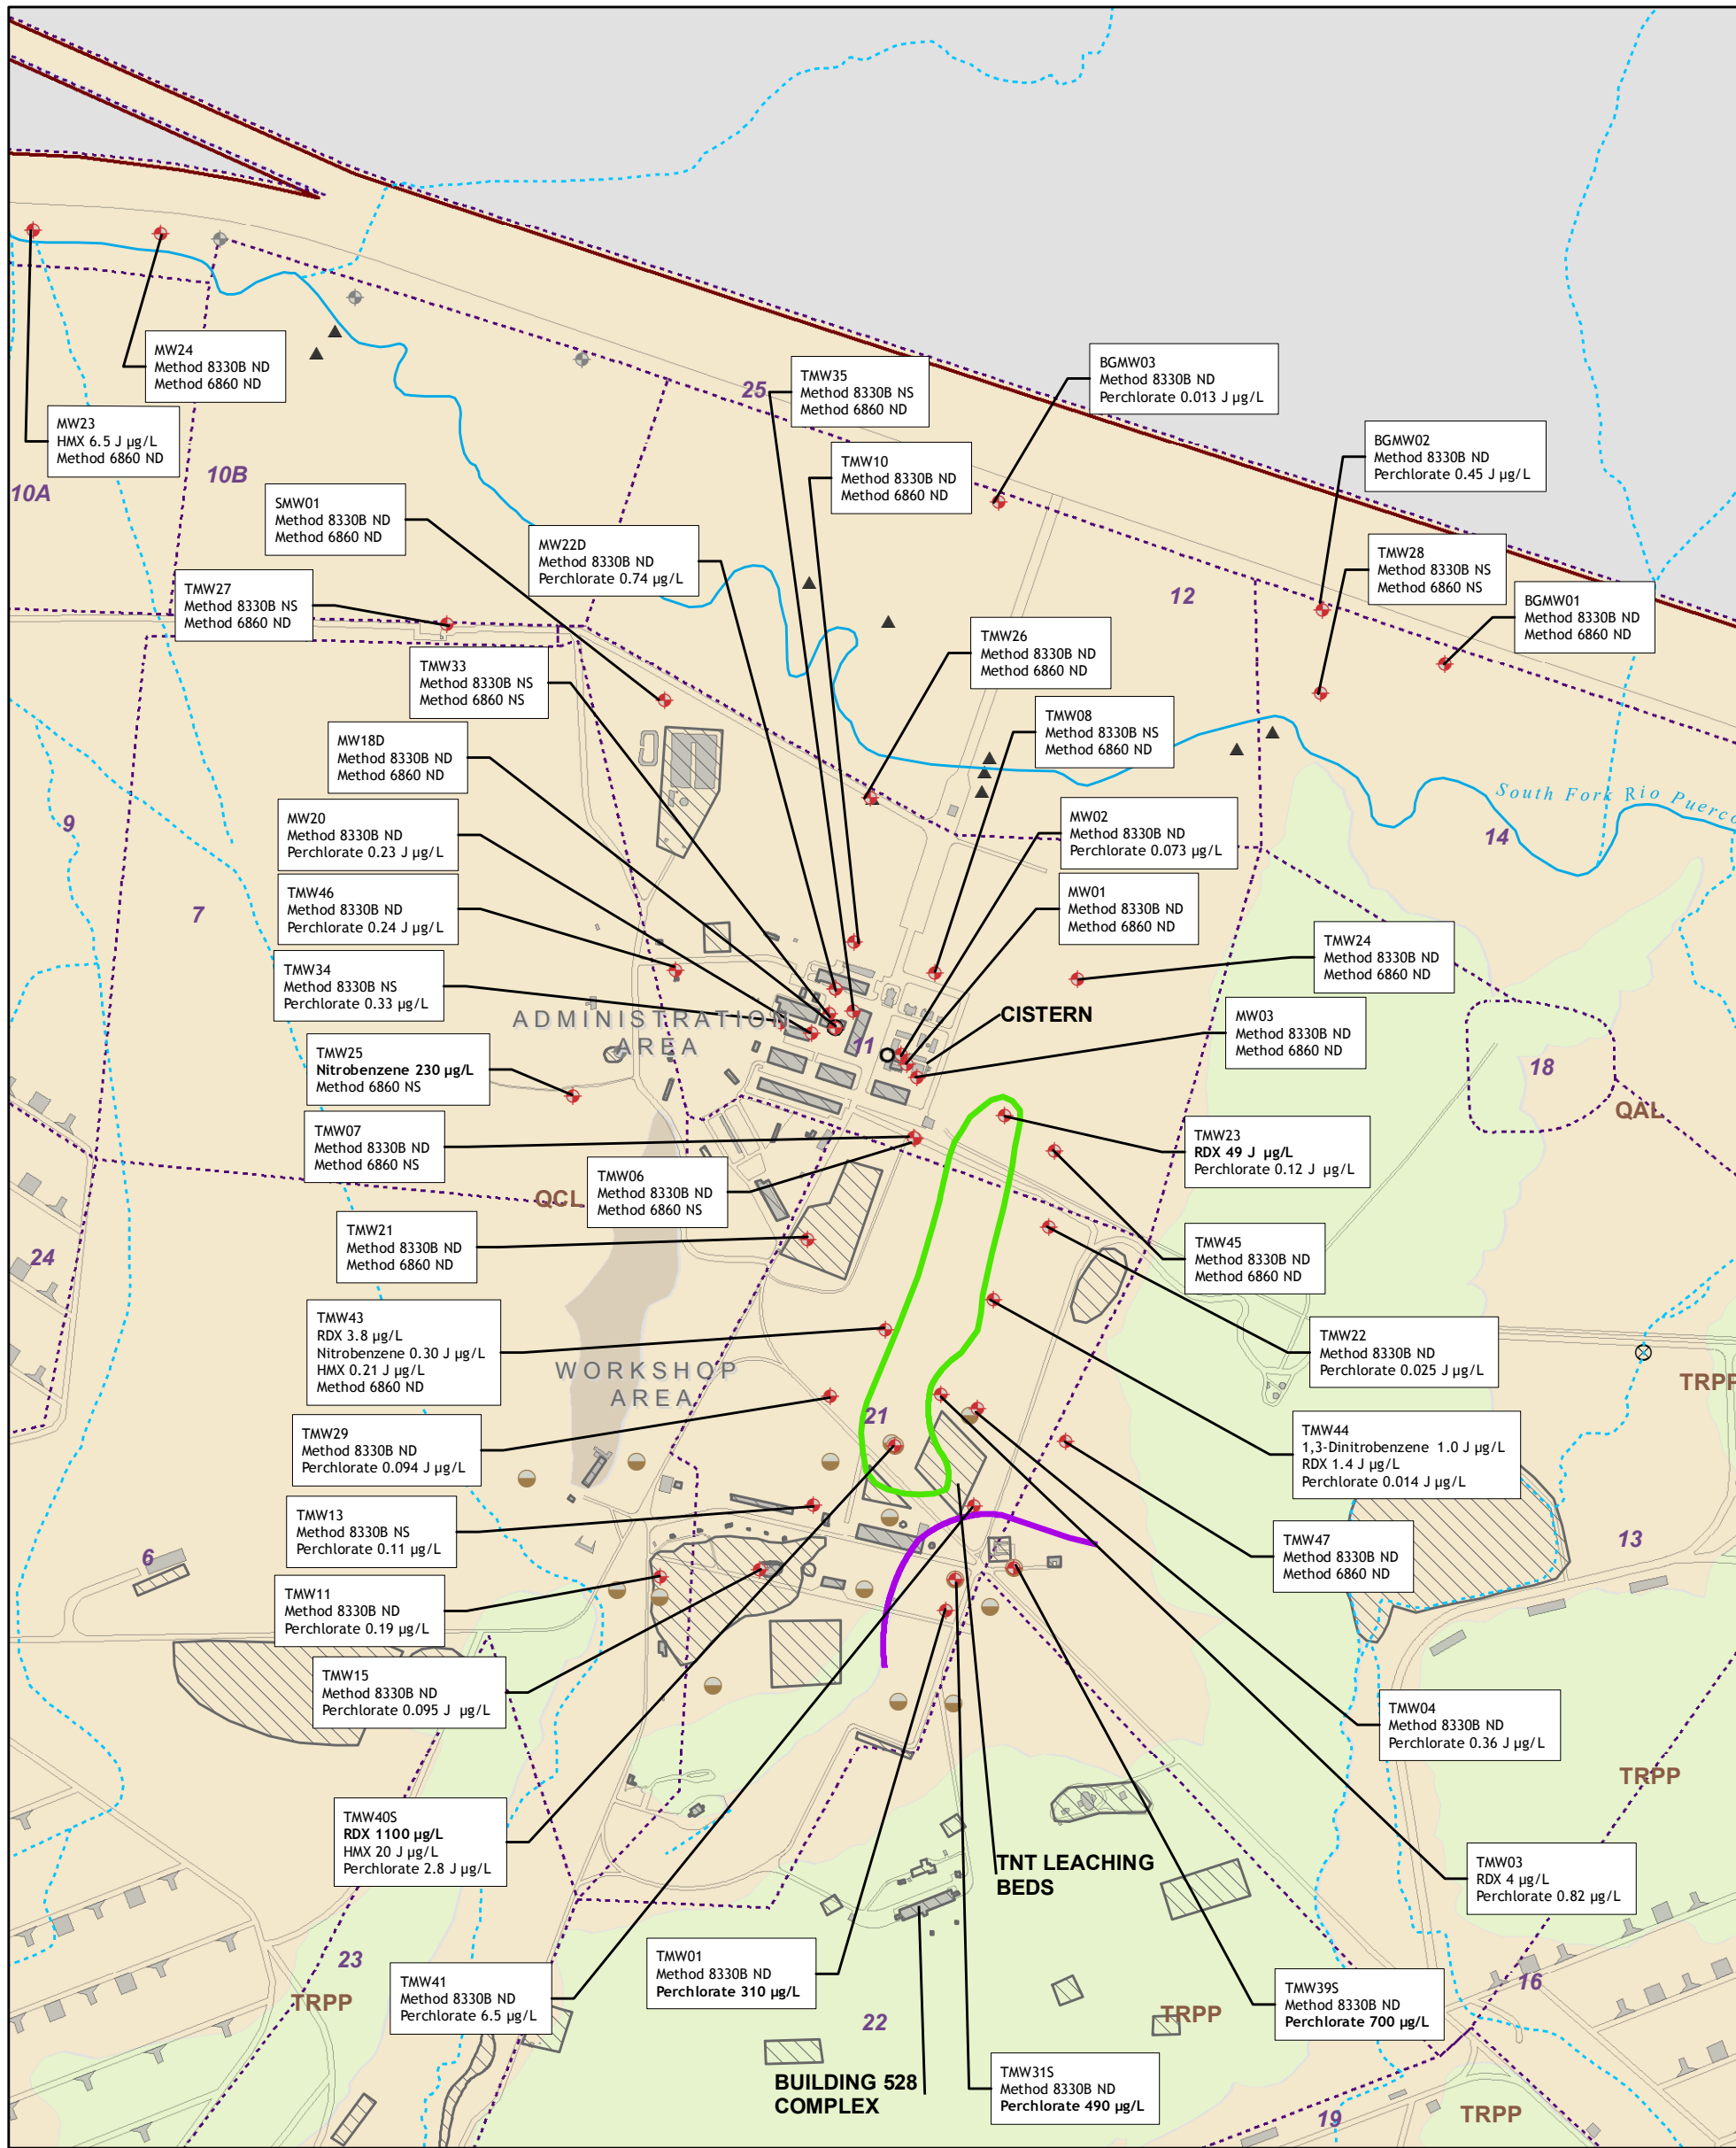 MW24
Method 8330B ND
Method 6860 ND
MW23
HMX 6.5 J µg/L
Method 6860 ND
10A
10B
25
TMW35
Method 8330B NS
Method 6860 ND
BGMW03
Method 8330B ND
Perchlorate 0.013 J µg/L
TMW10
Method 8330B ND
Method 6860 ND
BGMW02
Method 8330B ND
Perchlorate 0.45 J µg/L
SMW01
Method 8330B ND
Method 6860 ND
MW22D
Method 8330B ND
Perchlorate 0.74 µg/L
TMW28
Method 8330B NS
Method 6860 NS
TMW27
Method 8330B NS
Method 6860 ND
12
BGMW01
Method 8330B ND
Method 6860 ND
TMW33
Method 8330B NS
Method 6860 NS
TMW26
Method 8330B ND
Method 6860 ND
TMW08
Method 8330B NS
Method 6860 ND
MW18D
Method 8330B ND
Method 6860 ND
South Fork Rio Puerco
14
MW20
Method 8330B ND
Perchlorate 0.23 J µg/L
MW02
Method 8330B ND
Perchlorate 0.073 µg/L
9
7
TMW46
Method 8330B ND
Perchlorate 0.24 J µg/L
MW01
Method 8330B ND
Method 6860 ND
TMW24
Method 8330B ND
Method 6860 ND
TMW34
Method 8330B NS
Perchlorate 0.33 µg/L
ADMINISTRATION
AREA
11
CISTERN
MW03
Method 8330B ND
Method 6860 ND
18
QAL
TMW25
Nitrobenzene 230 µg/L
Method 6860 NS
TMW07
Method 8330B ND
Method 6860 NS
TMW23
RDX 49 J µg/L
Perchlorate 0.12 J µg/L
QCL
TMW06
Method 8330B ND
Method 6860 NS
TMW21
Method 8330B ND
Method 6860 ND
24
TMW45
Method 8330B ND
Method 6860 ND
TMW43
RDX 3.8 µg/L
Nitrobenzene 0.30 J µg/L
HMX 0.21 J µg/L
Method 6860 ND
TMW22
Method 8330B ND
Perchlorate 0.025 J µg/L
WORKSHOP
AREA
TRPP
21
TMW29
Method 8330B ND
Perchlorate 0.094 J µg/L
TMW44
1,3-Dinitrobenzene 1.0 J µg/L
RDX 1.4 J µg/L
Perchlorate 0.014 J µg/L
TMW13
Method 8330B NS
Perchlorate 0.11 µg/L
6
TMW47
Method 8330B ND
Method 6860 ND
13
TMW11
Method 8330B ND
Perchlorate 0.19 µg/L
TMW15
Method 8330B ND
Perchlorate 0.095 J µg/L
TMW04
Method 8330B ND
Perchlorate 0.36 J µg/L
TRPP
TMW40S
RDX 1100 µg/L
HMX 20 J µg/L
Perchlorate 2.8 J µg/L
TNT LEACHING
BEDS
TMW03
RDX 4 µg/L
Perchlorate 0.82 µg/L
23
TRPP
TMW41
Method 8330B ND
Perchlorate 6.5 µg/L
TMW01
Method 8330B ND
Perchlorate 310 µg/L
22
TRPP
TMW39S
Method 8330B ND
Perchlorate 700 µg/L
16
BUILDING 528
COMPLEX
TMW31S
Method 8330B ND
Perchlorate 490 µg/L
19
TRPP